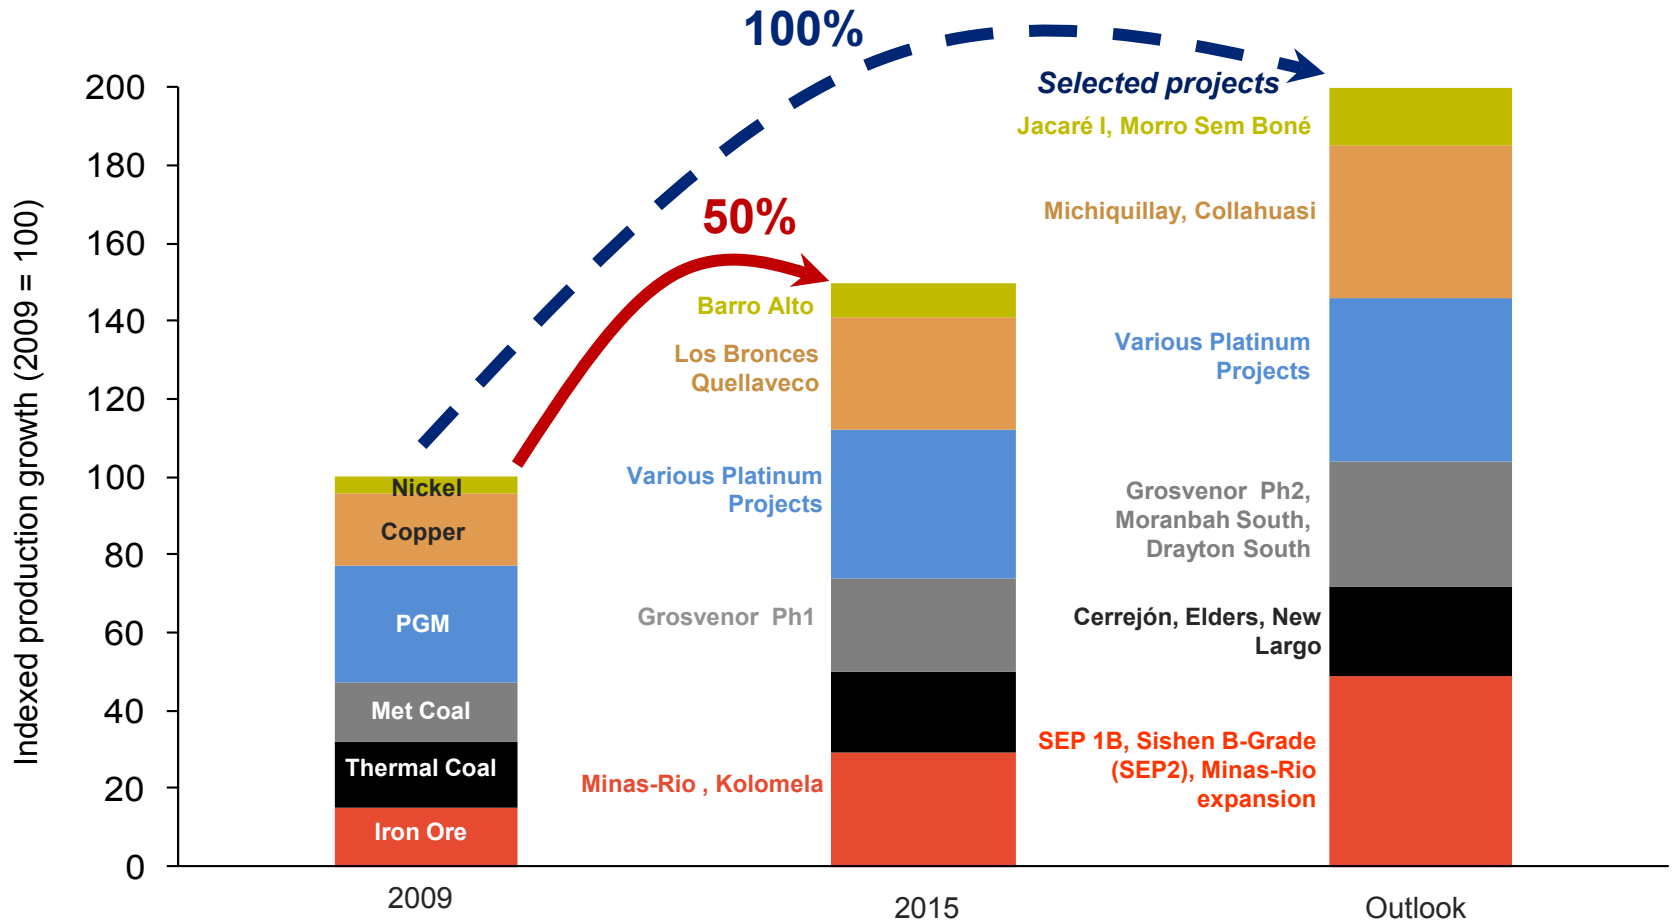 100%
Selected projects
200
180
160
140
120
100
80
60
40
20
0
Indexed production growth (2009 = 100)
50%
Nickel
Copper
PGM
Met Coal
Thermal Coal
Iron Ore
Barro Alto
Los Bronces
Quellaveco
Various Platinum
Projects
Grosvenor Ph1
Minas-Rio , Kolomela
Jacaré I, Morro Sem Boné
Michiquillay, Collahuasi
Various Platinum
Projects
Grosvenor Ph2,
Moranbah South,
Drayton South
Cerrejón, Elders, New
Largo
SEP 1B, Sishen B-Grade
(SEP2), Minas-Rio
expansion
2009
2015
Outlook